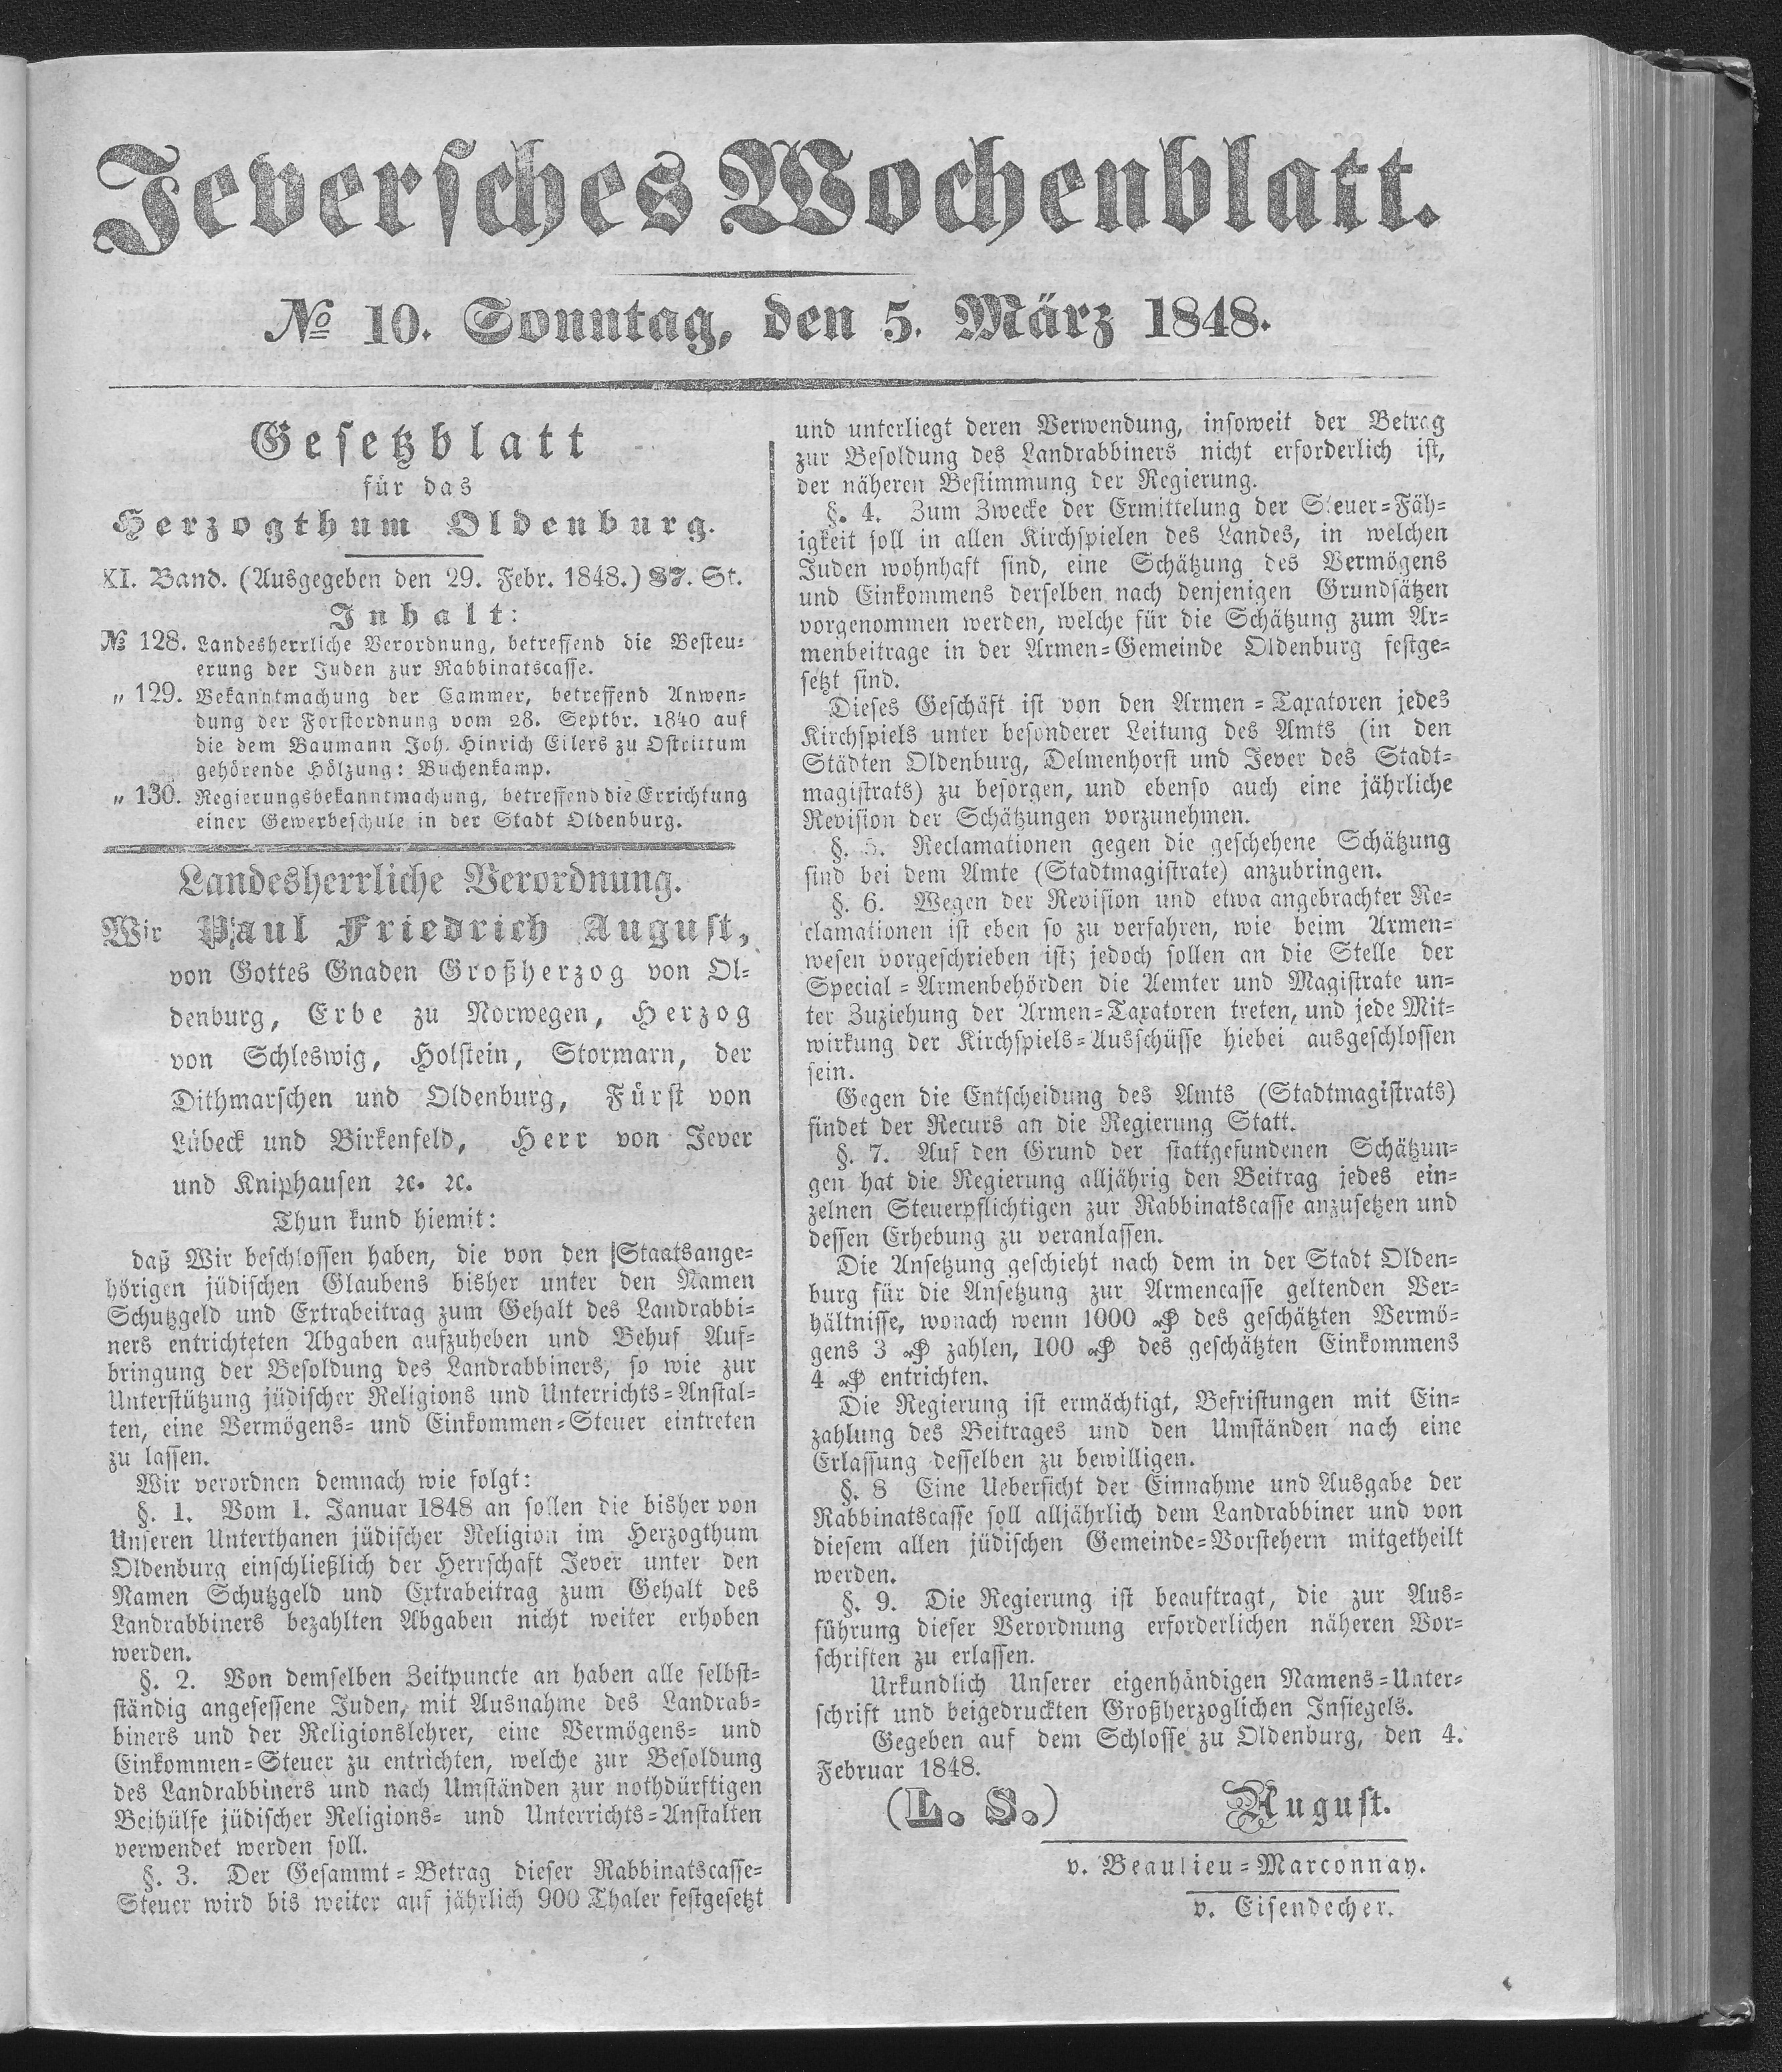 Jeversches Wochenblatt.
№ 10. Sonntag, den 5. März 1848.
Gesetzblatt
für das
Herzogthum Oldenburg.
XI. Band. (Ausgegeben den 29. Febr. 1848.) 87. St.
Inhalt:
№ 128. Landesherrliche Verordnung, betreffend die Besteu-
erung der Juden zur Rabbinatscasse.
„ 129. Bekanntmachung der Cammer, betreffend Anwen-
dung der Forstordnung vom 28. Septbr. 1840 auf
die dem Baumann Joh. Hinrich Eilers zu Ostrittum
gehörende Hölzung: Buchenkamp.
„ 130. Regierungsbekanntmachung, betreffend die Errichtung
einer Gewerbeschule in der Stadt Oldenburg.
Landesherrliche Verordnung.
Wir Paul Friedrich August,
von Gottes Gnaden Großherzog von Ol-
denburg, Erbe zu Norwegen, Herzog
von Schleswig, Holstein, Stormarn, der
Dithmarschen und Oldenburg, Fürst von
Lübeck und Birkenfeld, Herr von Jever
und Kniphausen ꝛc. ꝛc.
Thun kund hiemit:
daß Wir beschlossen haben, die von den Staatsange-
hörigen jüdischen Glaubens bisher unter den Namen
Schutzgeld und Extrabeitrag zum Gehalt des Landrabbi-
ners entrichteten Abgaben aufzuheben und Behuf Auf-
bringung der Besoldung des Landrabbiners, so wie zur
Unterstützung jüdischer Religions und Unterrichts-Anstal-
ten, eine Vermögens- und Einkommen-Steuer eintreten
zu lassen.
Wir verordnen demnach wie folgt:
§. 1. Vom 1. Januar 1848 an sollen die bisher von
Unseren Unterthanen jüdischer Religion im Herzogthum
Oldenburg einschließlich der Herrschaft Jever unter den
Namen Schutzgeld und Extrabeitrag zum Gehalt des
Landrabbiners bezahlten Abgaben nicht weiter erhoben
werden.
§. 2. Von demselben Zeitpuncte an haben alle selbst-
ständig angesessene Juden, mit Ausnahme des Landrab-
biners und der Religionslehrer, eine Vermögens- und
Einkommen-Steuer zu entrichten, welche zur Besoldung
des Landrabbiners und nach Umständen zur nothdürftigen
Beihülfe jüdischer Religions- und Unterrichts-Anstalten
verwendet werden soll.
§. 3. Der Gesammt-Betrag dieser Rabbinatscasse-
Steuer wird bis weiter auf jährlich 900 Thaler festgesetzt
und unterliegt deren Verwendung, insoweit der Betrag
zur Besoldung des Landrabbiners nicht erforderlich ist,
der näheren Bestimmung der Regierung.
§. 4. Zum Zwecke der Ermittelung der Steuer-Fäh-
igkeit soll in allen Kirchspielen des Landes, in welchen
Juden wohnhaft sind, eine Schätzung des Vermögens
und Einkommens derselben nach denjenigen Grundsätzen
vorgenommen werden, welche für die Schätzung zum Ar-
menbeitrage in der Armen-Gemeinde Oldenburg festge-
setzt sind.
Dieses Geschäft ist von den Armen-Taxatoren jedes
Kirchspiels unter besonderer Leitung des Amts (in den
Städten Oldenburg, Delmenhorst und Jever des Stadt-
magistrats) zu besorgen, und ebenso auch eine jährliche
Revision der Schätzungen vorzunehmen.
§. 5. Reclamationen gegen die geschehene Schätzung
sind bei dem Amte (Stadtmagistrate) anzubringen.
§. 6. Wegen der Revision und etwa angebrachter Re-
clamationen ist eben so zu verfahren, wie beim Armen-
wesen vorgeschrieben ist; jedoch sollen an die Stelle der
Special-Armenbehörden die Aemter und Magistrate un-
ter Zuziehung der Armen-Taxatoren treten, und jede Mit-
wirkung der Kirchspiels-Ausschüsse hiebei ausgeschlossen
sein.
Gegen die Entscheidung des Amts (Stadtmagistrats)
findet der Recurs an die Regierung Statt.
§. 7. Auf den Grund der stattgefundenen Schätzun-
gen hat die Regierung alljährig den Beitrag jedes ein-
zelnen Steuerpflichtigen zur Rabbinatscasse anzusetzen und
dessen Erhebung zu veranlassen.
Die Ansetzung geschieht nach dem in der Stadt Olden-
burg für die Ansetzung zur Armencasse geltenden Ver-
hältnisse, wonach wenn 1000 ₰ des geschätzten Vermö-
gens 3 ₰ zahlen, 100 ₰ des geschätzten Einkommens
4 ₰ entrichten.
Die Regierung ist ermächtigt, Befristungen mit Ein-
zahlung des Beitrages und den Umständen nach eine
Erlassung desselben zu bewilligen.
§. 8 Eine Uebersicht der Einnahme und Ausgabe der
Rabbinatscasse soll alljährlich dem Landrabbiner und von
diesem allen jüdischen Gemeinde-Vorstehern mitgetheilt
werden.
§. 9. Die Regierung ist beauftragt, die zur Aus-
führung dieser Verordnung erforderlichen näheren Vor-
schriften zu erlassen.
Urkundlich Unserer eigenhändigen Namens-Unter-
schrift und beigedruckten Großherzoglichen Insiegels.
Gegeben auf dem Schlosse zu Oldenburg, den 4.
Februar 1848.
(L. S.) August.
v. Beaulieu-Marconnay.
v. Eisendecher.